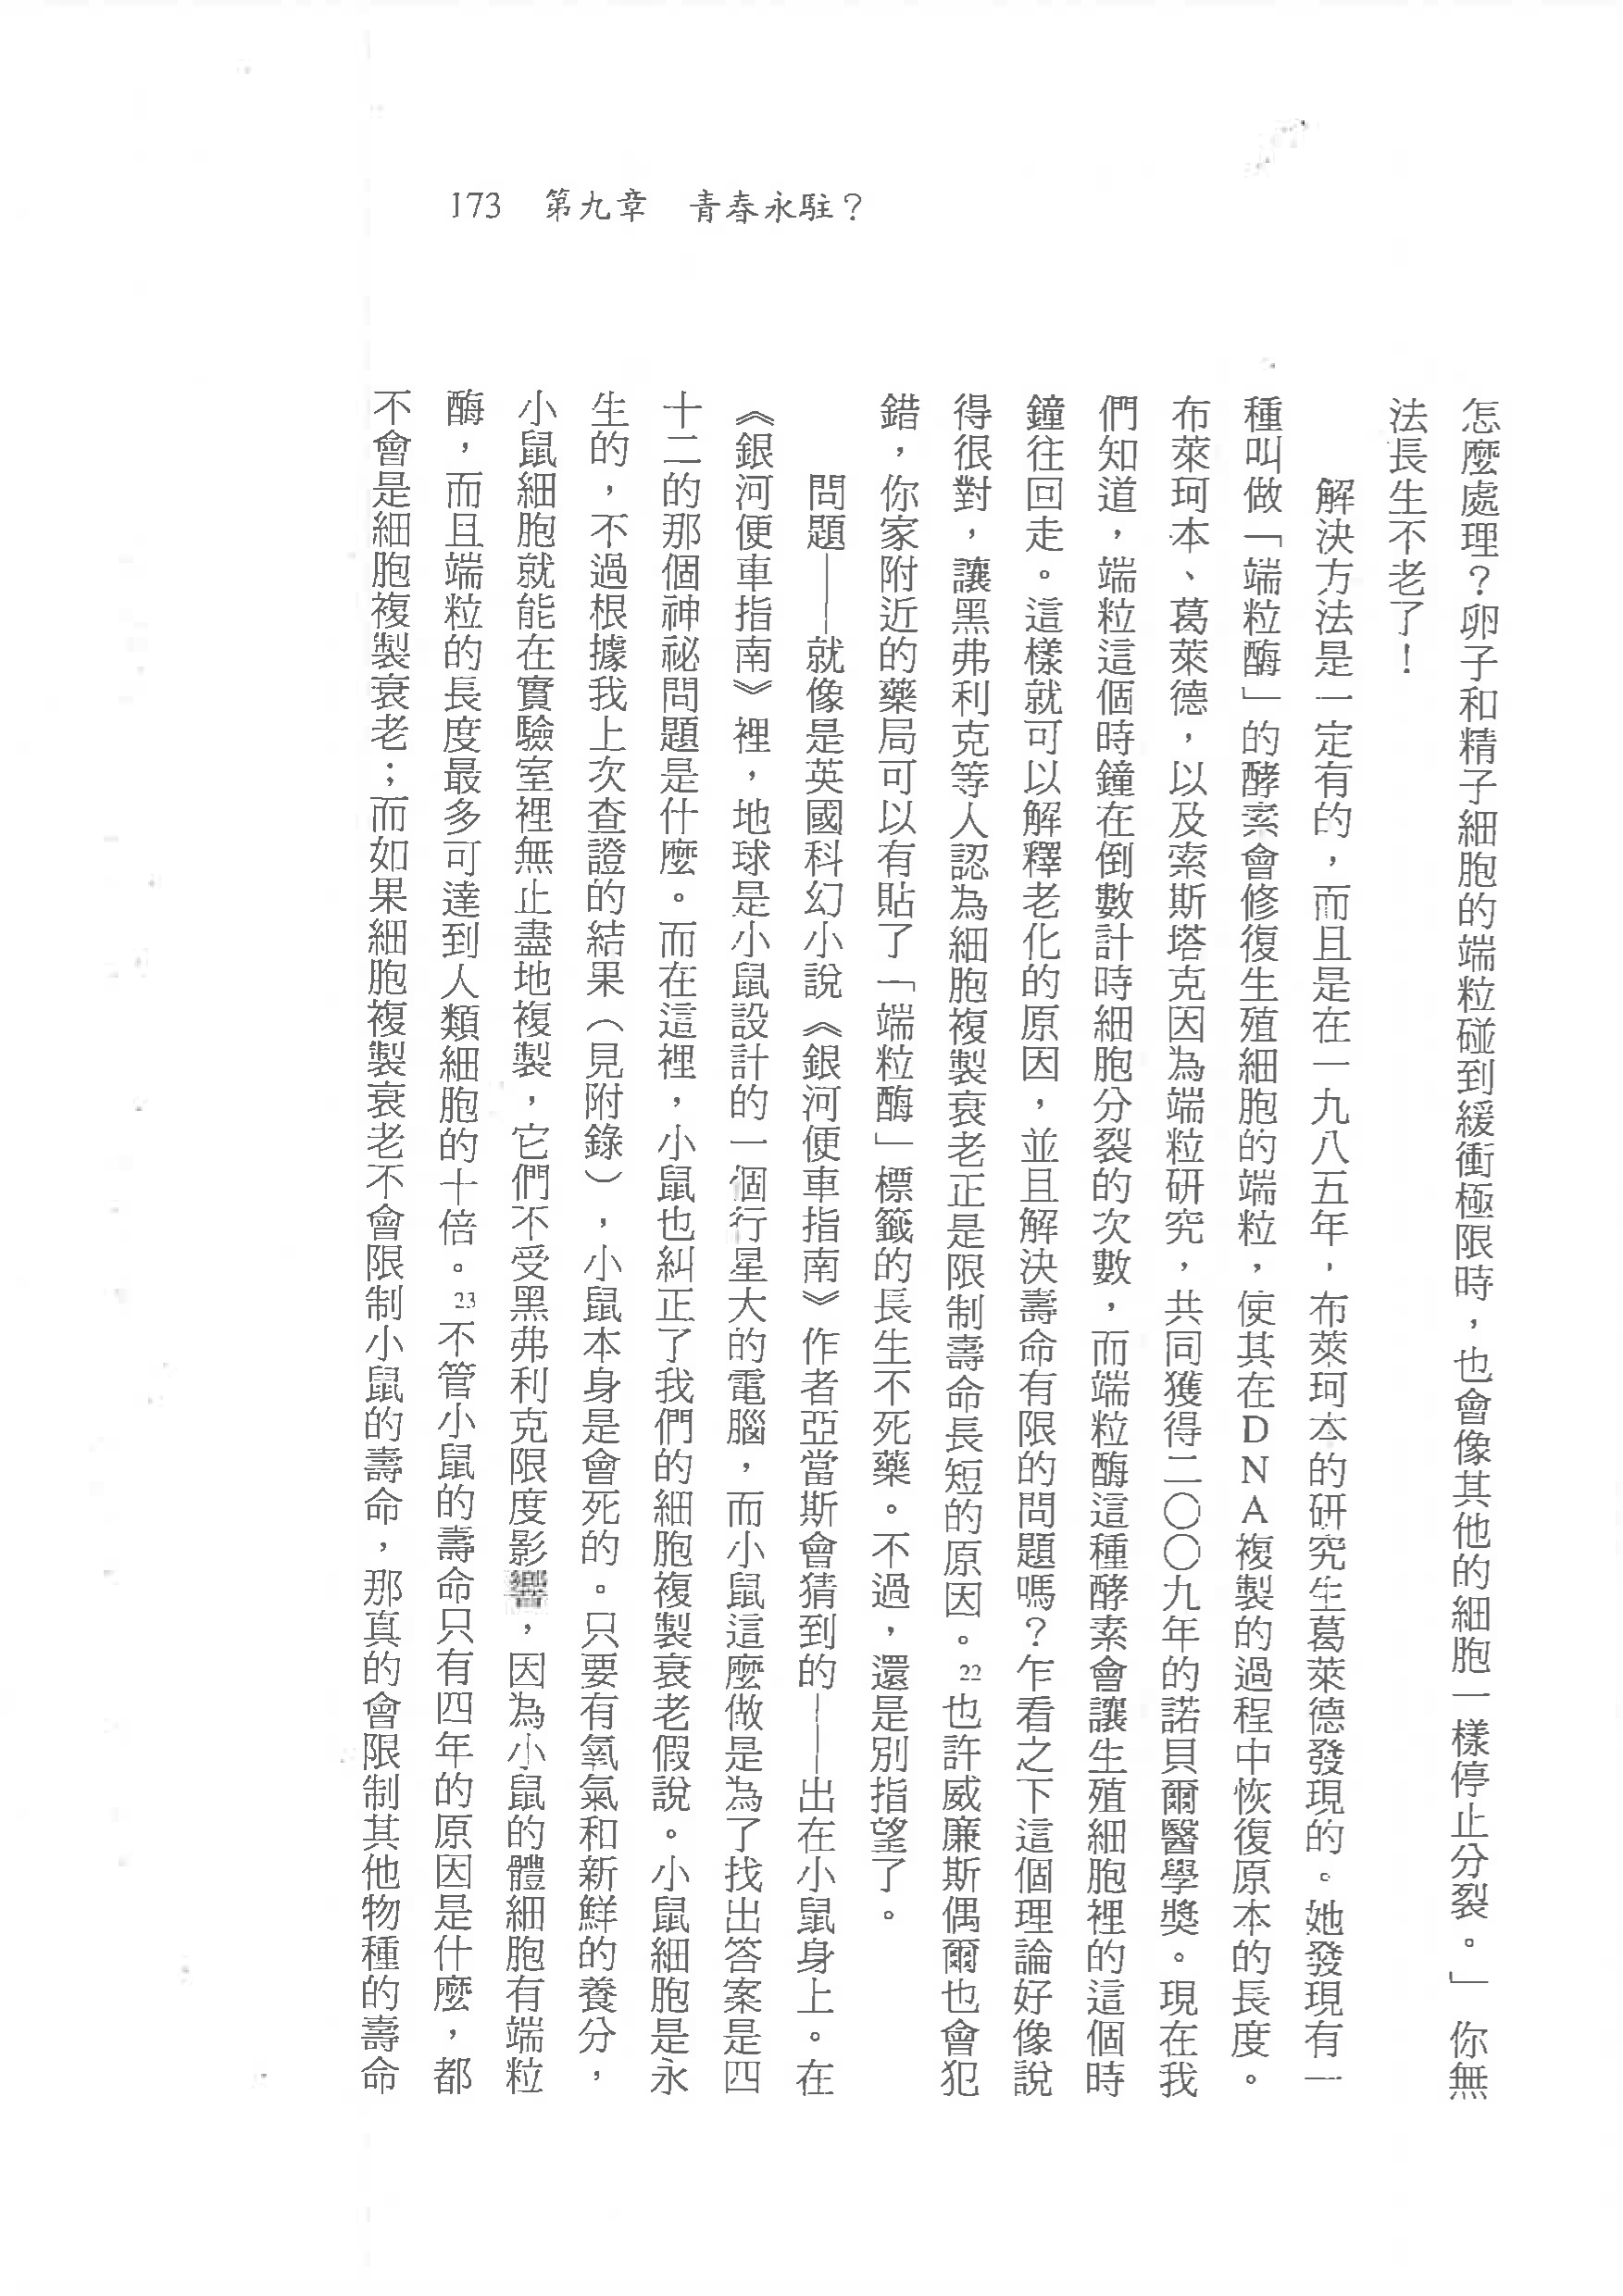 173 第九章 青春永駐？
怎麼處理？卵子和精子細胞的端粒碰到緩衝極限時，也會像其他的細胞一樣停止分裂。」你無
法長生不老了！
解決方法是一定有的，而且是在一九八五年，布萊珂本的研究生葛萊德發現的。她發現有一
種叫做「端粒酶」的酵素會修復生殖細胞的端粒，使其在DNA複製的過程中恢復原本的長度。
布萊珂本、葛萊德，以及索斯塔克因為端粒研究，共同獲得二〇〇九年的諾貝爾醫學獎。現在我
們知道，端粒這個時鐘在倒數計時細胞分裂的次數，而端粒酶這種酵素會讓生殖細胞裡的這個時
鐘往回走。這樣就可以解釋老化的原因，並且解決壽命有限的問題嗎？乍看之下這個理論好像說
得很對，讓黑弗利克等人認為細胞複製衰老正是限制壽命長短的原因。22也許威廉斯偶爾也會犯
錯，你家附近的藥局可以有貼了「端粒酶」標籤的長生不死藥。不過，還是別指望了。
問題——就像是英國科幻小說《銀河便車指南》作者亞當斯會猜到的——出在小鼠身上。在
《銀河便車指南》裡，地球是小鼠設計的一個行星大的電腦，而小鼠這麼做是為了找出答案是四
十二的那個神祕問題是什麼。而在這裡，小鼠也糾正了我們的細胞複製衰老假說。小鼠細胞是永
生的，不過根據我上次查證的結果（見附錄），小鼠本身是會死的。只要有氧氣和新鮮的養分，
小鼠細胞就能在實驗室裡無止盡地複製，它們不受黑弗利克限度影響，因為小鼠的體細胞有端粒
酶，而且端粒的長度最多可達到人類細胞的十倍。23不管小鼠的壽命只有四年的原因是什麼，都
不會是細胞複製衰老；而如果細胞複製衰老不會限制小鼠的壽命，那真的會限制其他物種的壽命